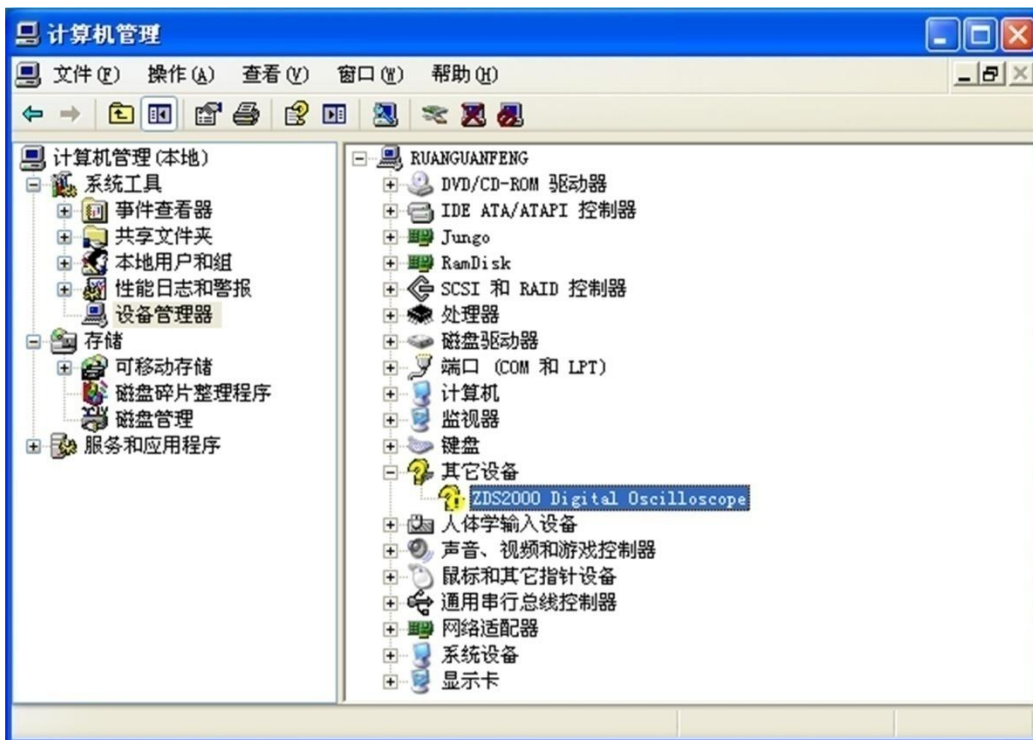 计算机管理
文件(F) 操作(A) 查看(V) 窗口(W) 帮助(H)
计算机管理(本地)
系统工具
事件查看器
共享文件夹
本地用户和组
性能日志和警报
设备管理器
存储
可移动存储
磁盘碎片整理程序
磁盘管理
服务和应用程序
RUANGUANFENG
DVD/CD-ROM 驱动器
IDE ATA/ATAPI 控制器
Jungo
RamDisk
SCSI 和 RAID 控制器
处理器
磁盘驱动器
端口 (COM 和 LPT)
计算机
监视器
键盘
其它设备
ZDS2000 Digital Oscilloscope
人体学输入设备
声音、视频和游戏控制器
鼠标和其它指针设备
通用串行总线控制器
网络适配器
系统设备
显示卡